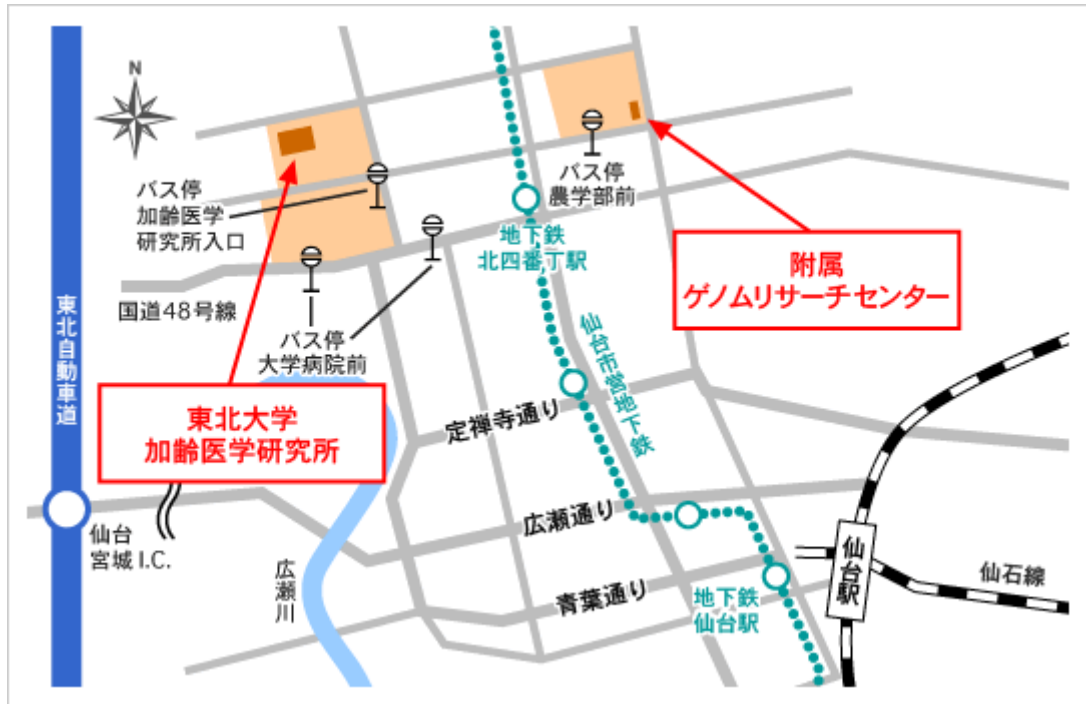 N
バス停
加齢医学
研究所入口
バス停
農学部前
地下鉄
北四番丁駅
附属
ゲノムリサーチセンター
国道48号線
バス停
大学病院前
東北自動車道
仙台市営地下鉄
東北大学
加齢医学研究所
定禅寺通り
広瀬通り
仙台
宮城 I.C.
広瀬川
青葉通り
地下鉄
仙台駅
仙台駅
仙石線